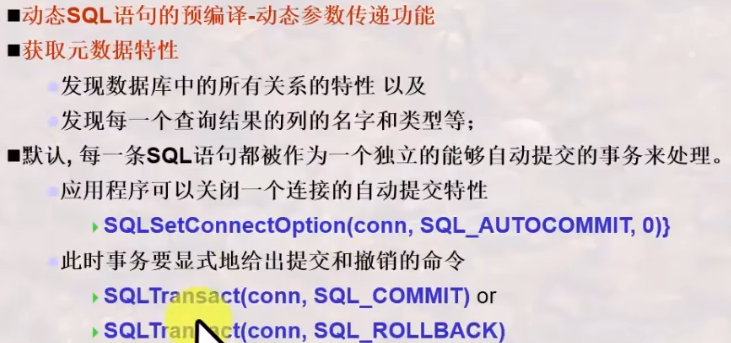 ■动态SQL语句的预编译-动态参数传递功能
■获取元数据特性
发现数据库中的所有关系的特性 以及
发现每一个查询结果的列的名字和类型等；
■默认, 每一条SQL语句都被作为一个独立的能够自动提交的事务来处理。
应用程序可以关闭一个连接的自动提交特性
SQLSetConnectOption(conn, SQL_AUTOCOMMIT, 0)}
此时事务要显式地给出提交和撤销的命令
SQLTransact(conn, SQL_COMMIT) or
SQLTransact(conn, SQL_ROLLBACK)